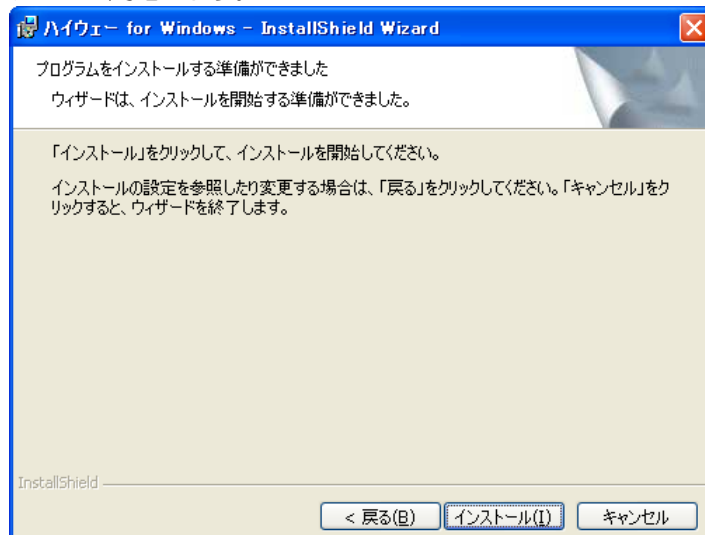 ハイウェー for Windows - InstallShield Wizard
プログラムをインストールする準備ができました
ウィザードは、インストールを開始する準備ができました。
「インストール」をクリックして、インストールを開始してください。
インストールの設定を参照したり変更する場合は、「戻る」をクリックしてください。「キャンセル」をク
リックすると、ウィザードを終了します。
InstallShield
< 戻る(B) インストール(I) キャンセル